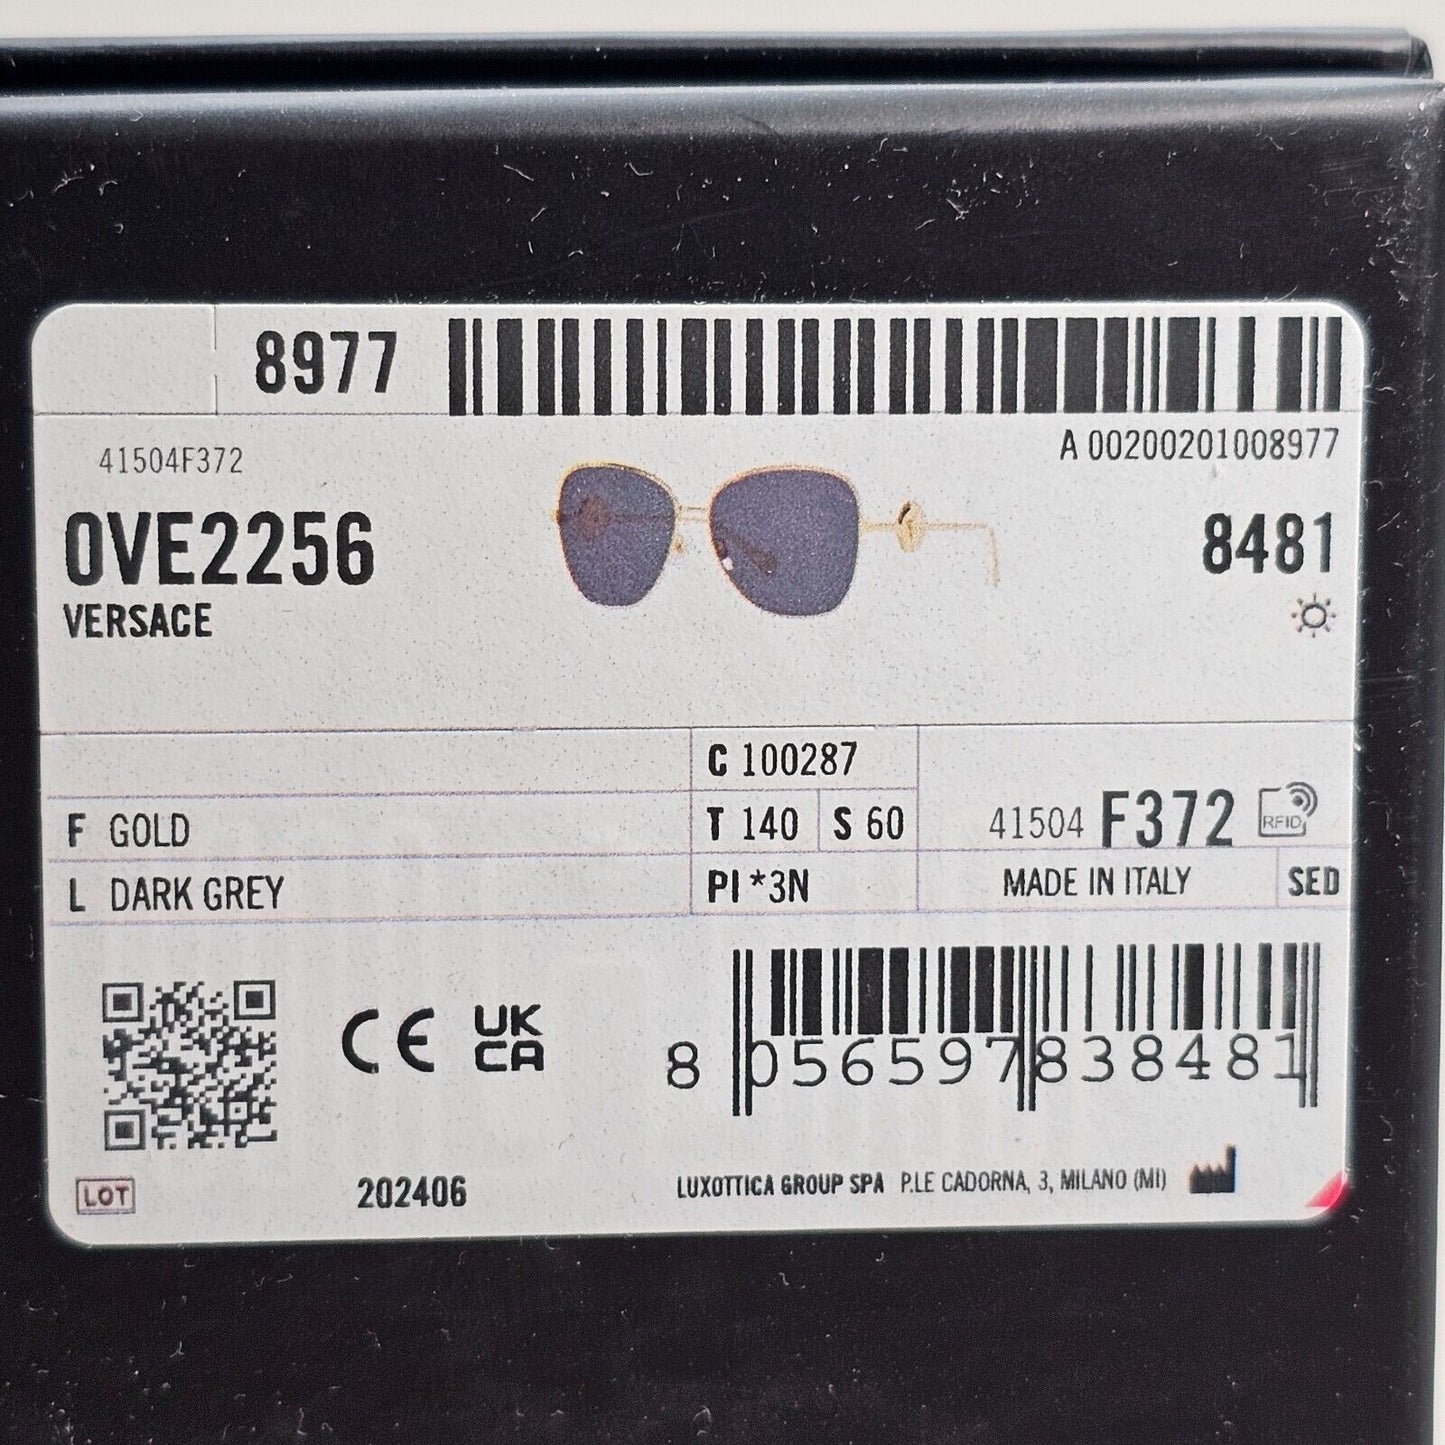 8977
A 00200201008977
41504F372
0VE2256
8481
VERSACE
C 100287
F GOLD
T 140 S 60
41504 F372 RFID
L DARK GREY
PI *3N
MADE IN ITALY
SED
CE UK
CA
8 056597 838481
LOT
202406
LUXOTTICA GROUP SPA P.LE CADORNA, 3, MILANO (MI)